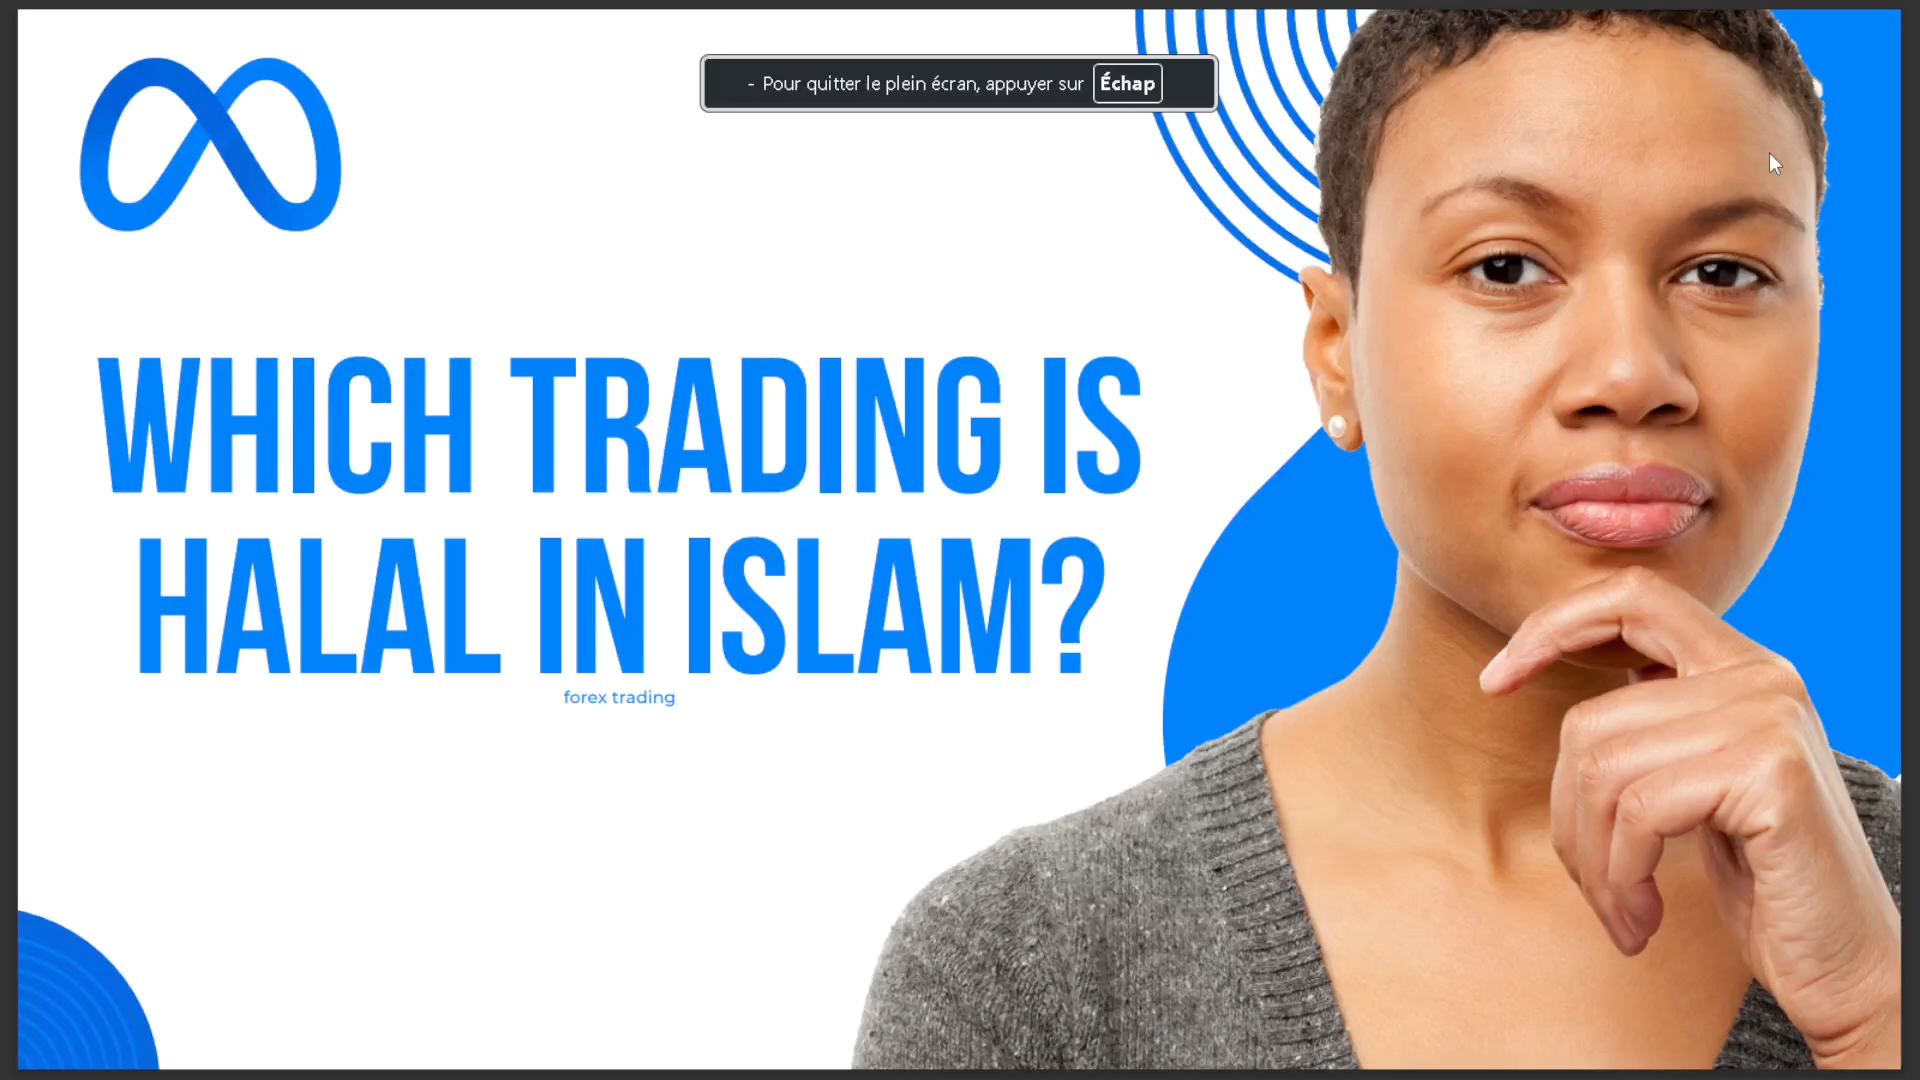 - Pour quitter le plein écran, appuyer sur Échap
WHICH TRADING IS
HALAL IN ISLAM?
forex trading